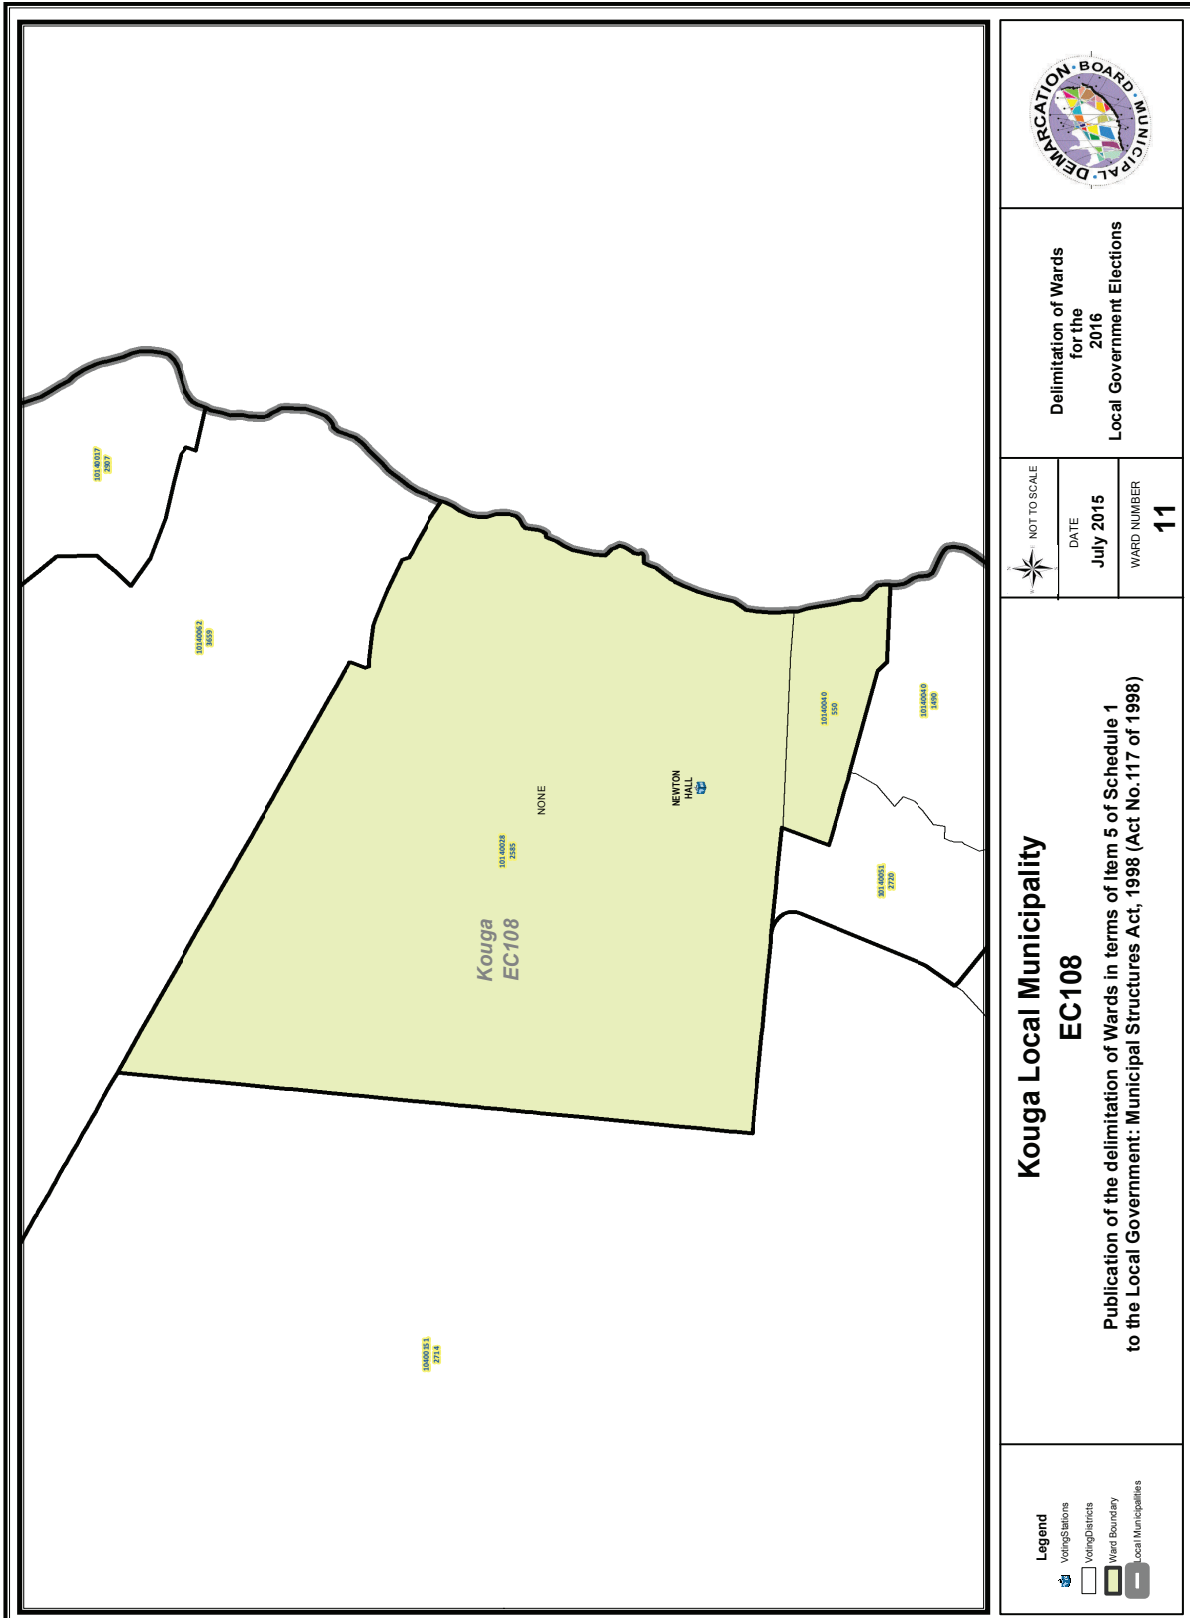 10140017
2907
10140062
3659
10140028
2585
NONE
Kouga
EC108
NEWTON
HALL
10140040
550
10140040
1490
10140051
2720
10400151
2714
Legend
VotingStations
VotingDistricts
Ward Boundary
Local Municipalities
Kouga Local Municipality
EC108
Publication of the delimitation of Wards in terms of Item 5 of Schedule 1
to the Local Government: Municipal Structures Act, 1998 (Act No.117 of 1998)
N
W
E
S
NOT TO SCALE
DATE
July 2015
WARD NUMBER
11
Delimitation of Wards
for the
2016
Local Government Elections
MUNICIPAL · DEMARCATION · BOARD ·